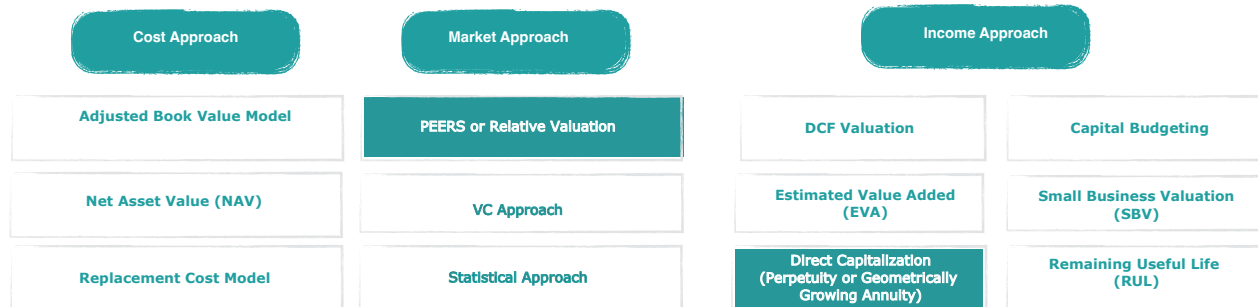 Cost Approach
Market Approach
Income Approach
Adjusted Book Value Model
PEERS or Relative Valuation
DCF Valuation
Capital Budgeting
Net Asset Value (NAV)
VC Approach
Estimated Value Added
(EVA)
Small Business Valuation
(SBV)
Replacement Cost Model
Statistical Approach
Direct Capitalization
(Perpetuity or Geometrically
Growing Annuity)
Remaining Useful Life
(RUL)